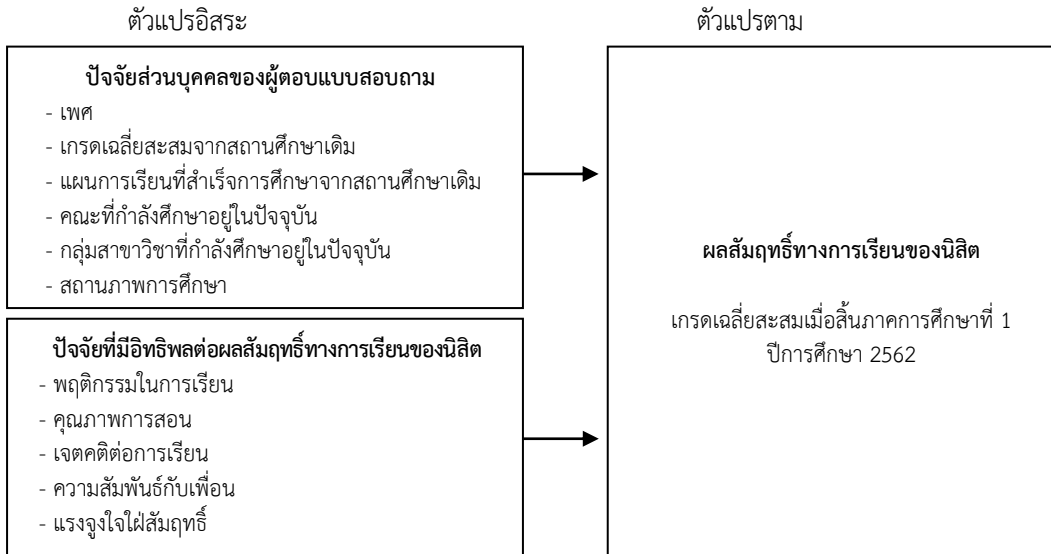 ตัวแปรอิสระ
ตัวแปรตาม
ปัจจัยส่วนบุคคลของผู้ตอบแบบสอบถาม
- เพศ
- เกรดเฉลี่ยสะสมจากสถานศึกษาเดิม
- แผนการเรียนที่สำเร็จการศึกษาจากสถานศึกษาเดิม
- คณะที่กำลังศึกษาอยู่ในปัจจุบัน
- กลุ่มสาขาวิชาที่กำลังศึกษาอยู่ในปัจจุบัน
- สถานภาพการศึกษา
ปัจจัยที่มีอิทธิพลต่อผลสัมฤทธิ์ทางการเรียนของนิสิต
- พฤติกรรมในการเรียน
- คุณภาพการสอน
- เจตคติต่อการเรียน
- ความสัมพันธ์กับเพื่อน
- แรงจูงใจใฝ่สัมฤทธิ์
ผลสัมฤทธิ์ทางการเรียนของนิสิต
เกรดเฉลี่ยสะสมเมื่อสิ้นภาคการศึกษาที่ 1
ปีการศึกษา 2562